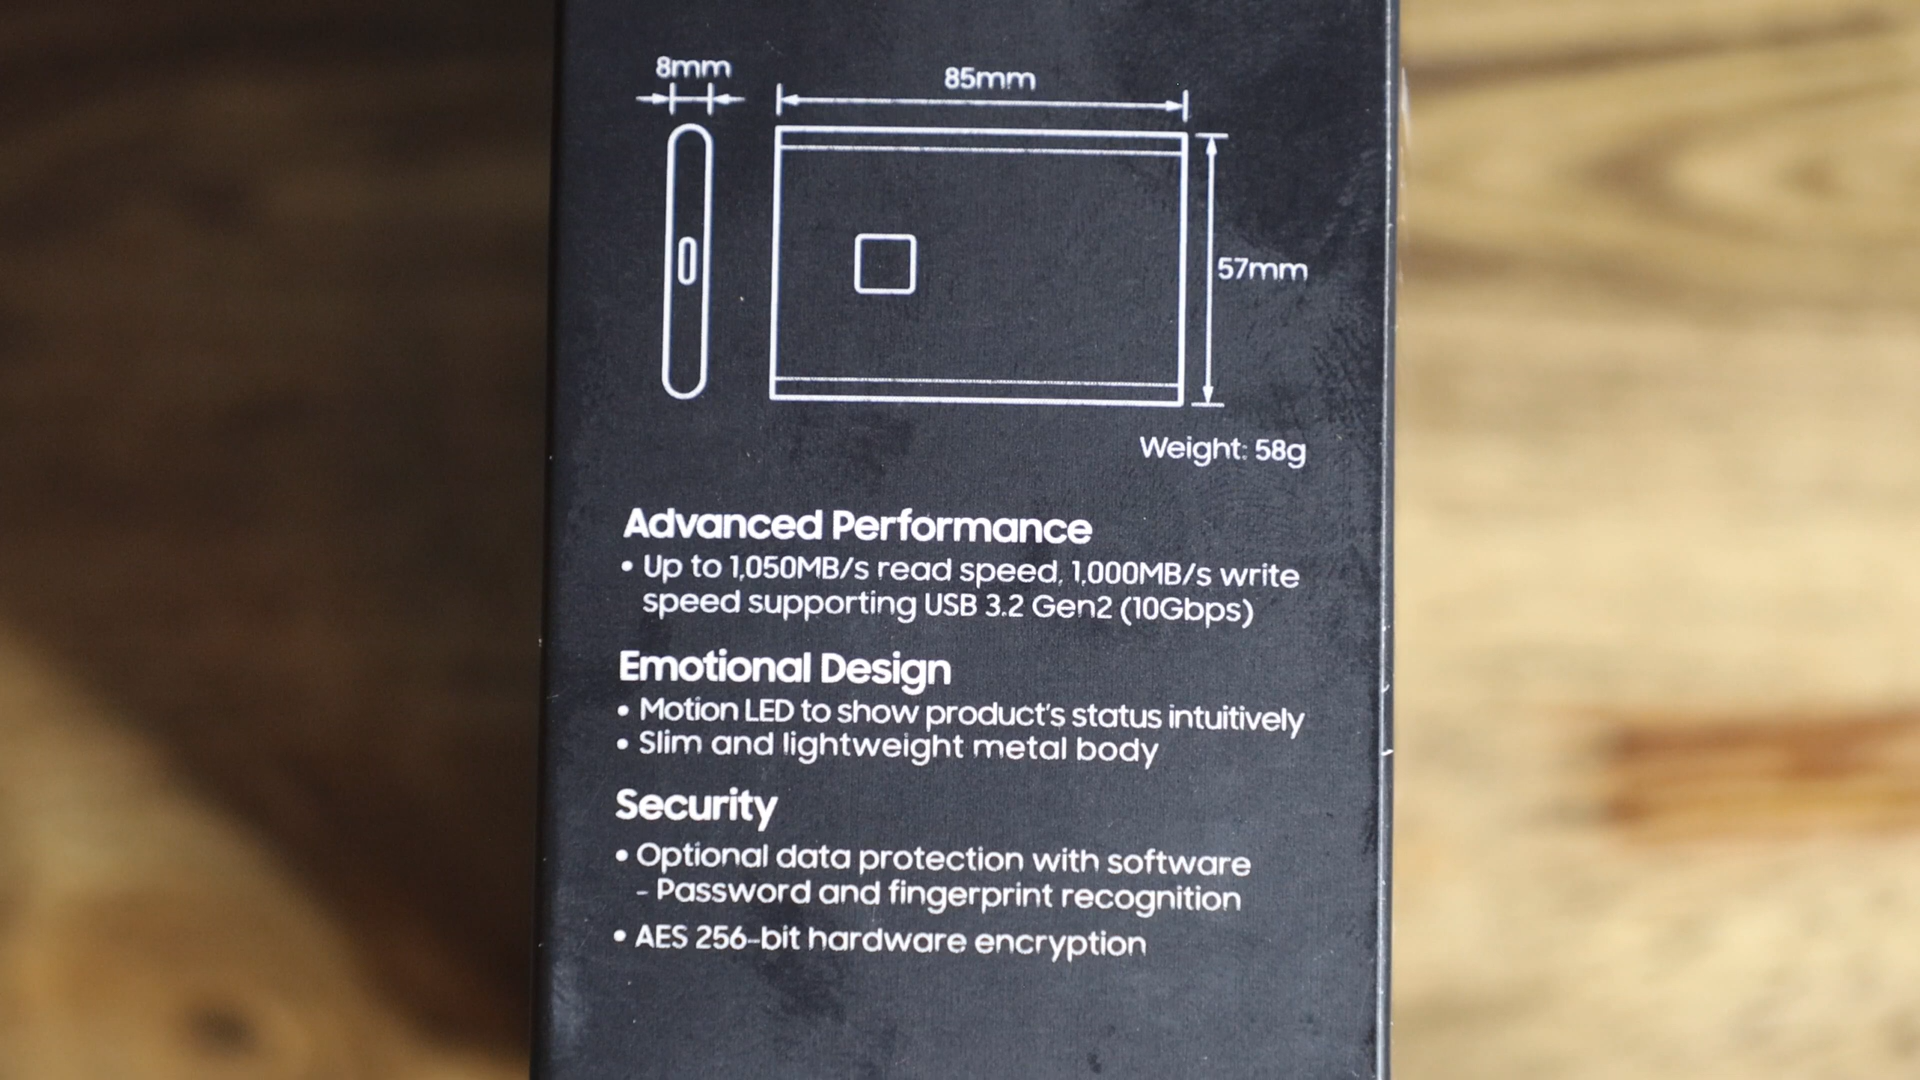 8mm
85mm
57mm
Weight: 58g
Advanced Performance
• Up to 1,050MB/s read speed, 1,000MB/s write
speed supporting USB 3.2 Gen2 (10Gbps)
Emotional Design
• Motion LED to show product's status intuitively
• Slim and lightweight metal body
Security
• Optional data protection with software
- Password and fingerprint recognition
• AES 256-bit hardware encryption